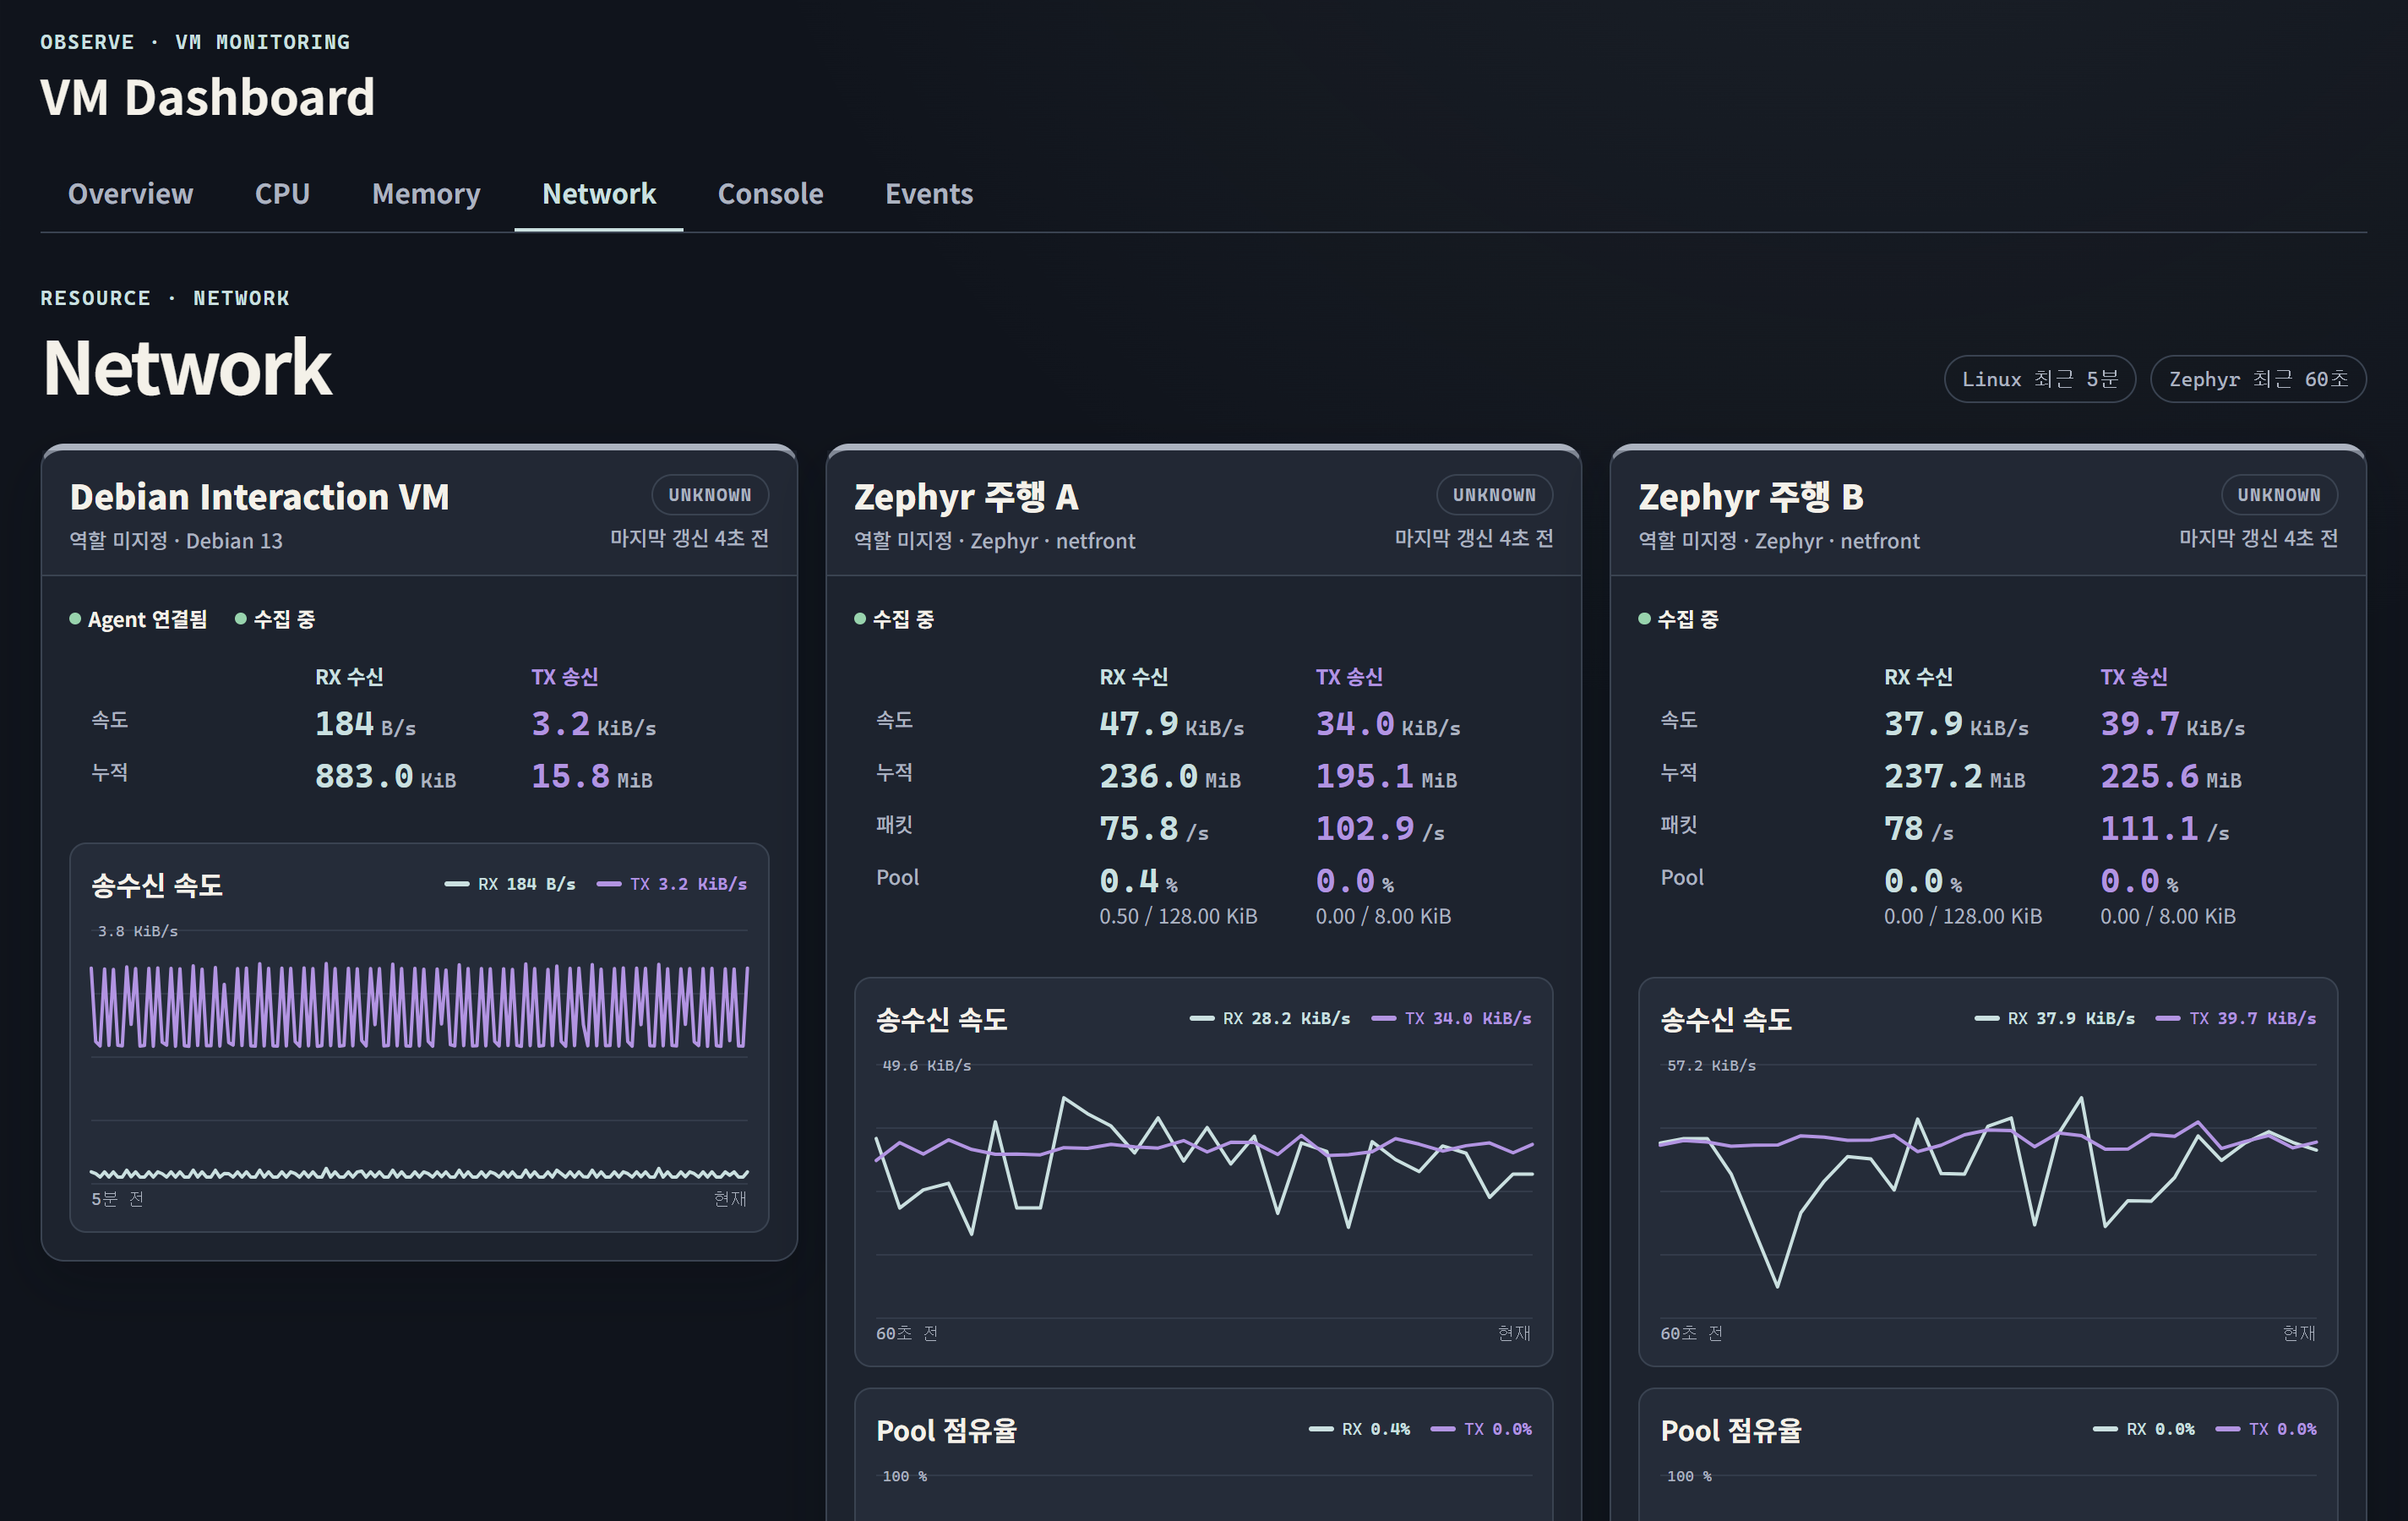 OBSERVE · VM MONITORING
VM Dashboard
Overview CPU Memory Network Console Events
RESOURCE · NETWORK
Network
Linux 최근 5분 Zephyr 최근 60초
Debian Interaction VM UNKNOWN
역할 미지정 · Debian 13 마지막 갱신 4초 전
Agent 연결됨 수집 중
RX 수신 TX 송신
속도 184 B/s 3.2 KiB/s
누적 883.0 KiB 15.8 MiB
송수신 속도 RX 184 B/s TX 3.2 KiB/s
3.8 KiB/s
5분 전 현재
Zephyr 주행 A UNKNOWN
역할 미지정 · Zephyr · netfront 마지막 갱신 4초 전
수집 중
RX 수신 TX 송신
속도 47.9 KiB/s 34.0 KiB/s
누적 236.0 MiB 195.1 MiB
패킷 75.8 /s 102.9 /s
Pool 0.4 % 0.0 %
0.50 / 128.00 KiB 0.00 / 8.00 KiB
송수신 속도 RX 28.2 KiB/s TX 34.0 KiB/s
49.6 KiB/s
60초 전 현재
Pool 점유율 RX 0.4% TX 0.0%
100 %
Zephyr 주행 B UNKNOWN
역할 미지정 · Zephyr · netfront 마지막 갱신 4초 전
수집 중
RX 수신 TX 송신
속도 37.9 KiB/s 39.7 KiB/s
누적 237.2 MiB 225.6 MiB
패킷 78 /s 111.1 /s
Pool 0.0 % 0.0 %
0.00 / 128.00 KiB 0.00 / 8.00 KiB
송수신 속도 RX 37.9 KiB/s TX 39.7 KiB/s
57.2 KiB/s
60초 전 현재
Pool 점유율 RX 0.0% TX 0.0%
100 %